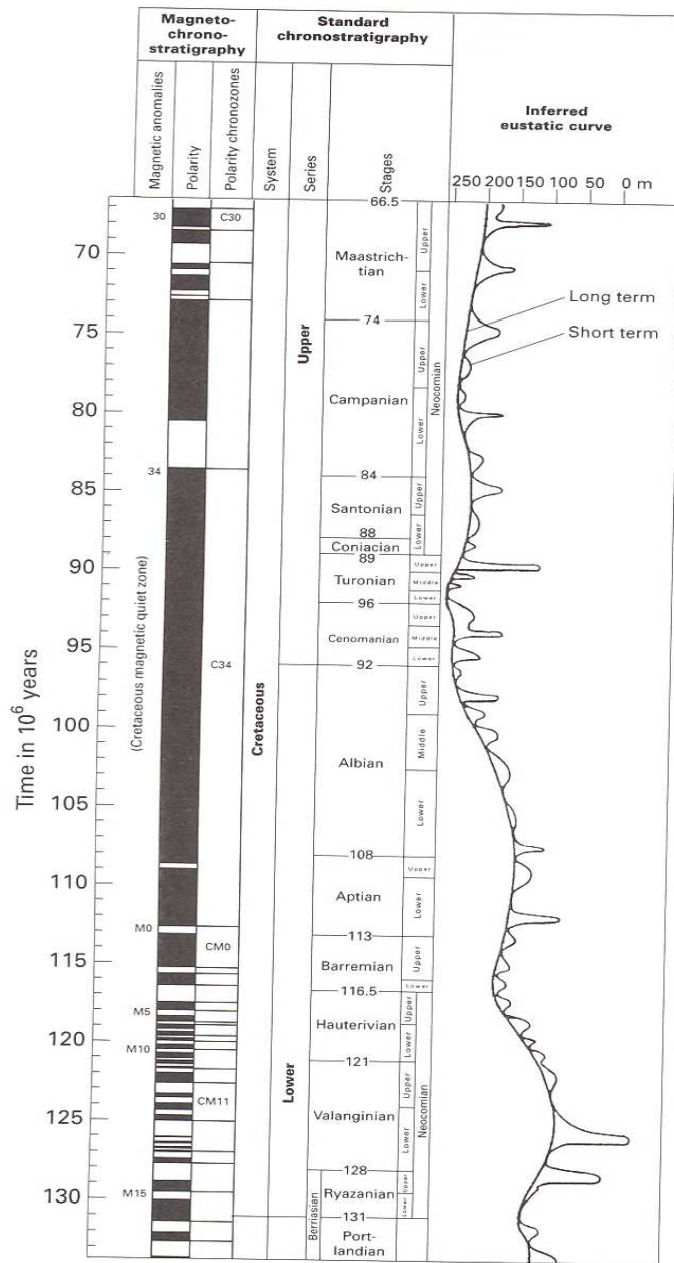 Magneto-
chrono-
stratigraphy
Standard
chronostratigraphy
Magnetic anomalies
Polarity
Polarity chronozones
System
Series
Stages
Inferred
eustatic curve
250 200 150 50 0 m
66.5
30
C30
70
Maastrich-
tian
Upper
Lower
Long term
Short term
74
75
Upper
Campanian
Upper
Lower
Neocomian
80
34
84
85
Santonian
Upper
Lower
88
Coniacian
89
90
Turonian
Upper
Middle
Lower
96
95
Cenomanian
Upper
Middle
Lower
92
(Cretaceous magnetic quiet zone)
C34
Cretaceous
Time in 10⁶ years
100
Albian
Upper
Middle
Lower
105
108
110
Aptian
Upper
Lower
M0
113
CM0
115
Barremian
Upper
Lower
116.5
M5
Hauterivian
Upper
Lower
120
M10
121
Lower
CM11
125
Valanginian
Upper
Lower
Neocomian
128
M15
130
Berriasian
Ryazanian
Upper
Lower
131
Port-
landian